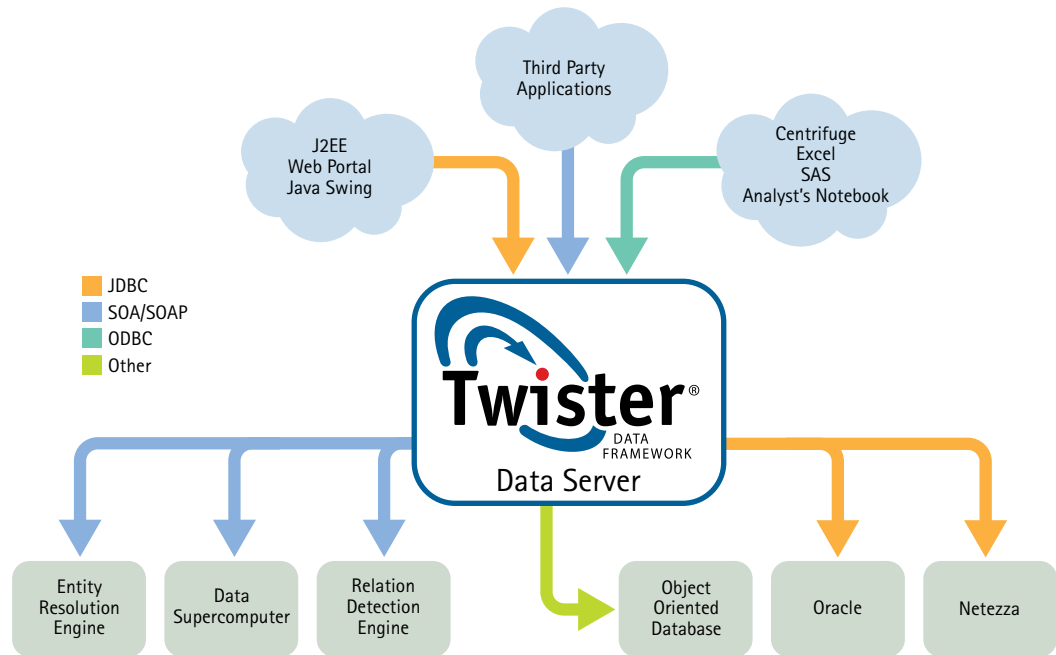 Third Party
Applications
J2EE
Web Portal
Java Swing
Centrifuge
Excel
SAS
Analyst's Notebook
JDBC
SOA/SOAP
ODBC
Other
Twister®
DATA
FRAMEWORK
Data Server
Entity
Resolution
Engine
Data
Supercomputer
Relation
Detection
Engine
Object
Oriented
Database
Oracle
Netezza